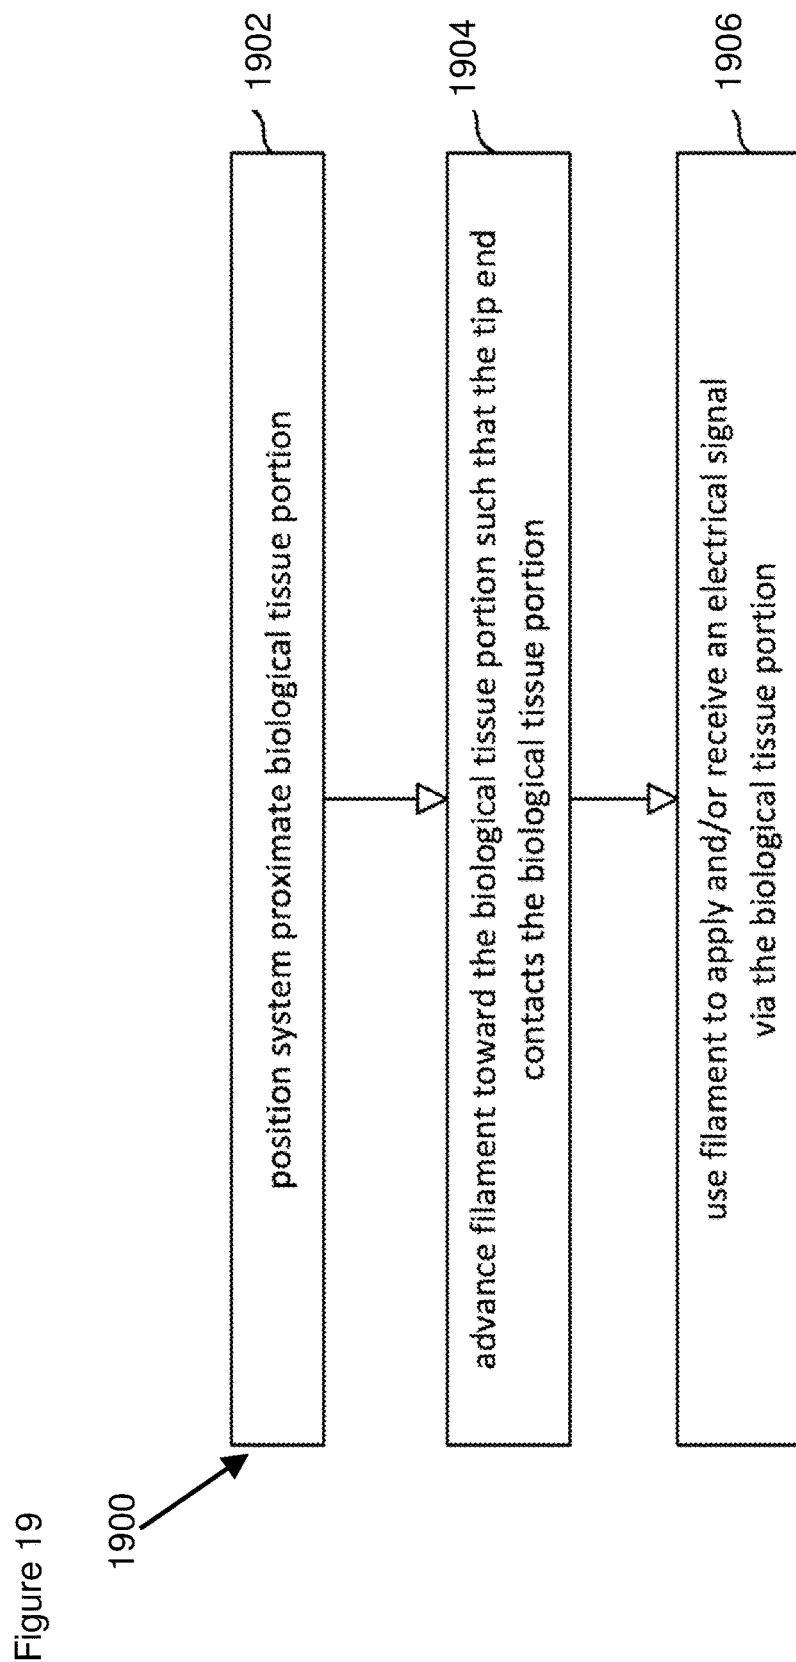 Figure 19
1900
position system proximate biological tissue portion
1902
advance filament toward the biological tissue portion such that the tip end
contacts the biological tissue portion
1904
use filament to apply and/or receive an electrical signal
via the biological tissue portion
1906